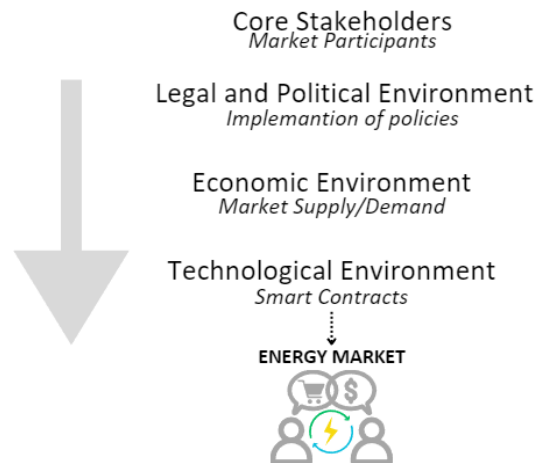 Core Stakeholders
Market Participants
Legal and Political Environment
Implemantion of policies
Economic Environment
Market Supply/Demand
Technological Environment
Smart Contracts
ENERGY MARKET
$